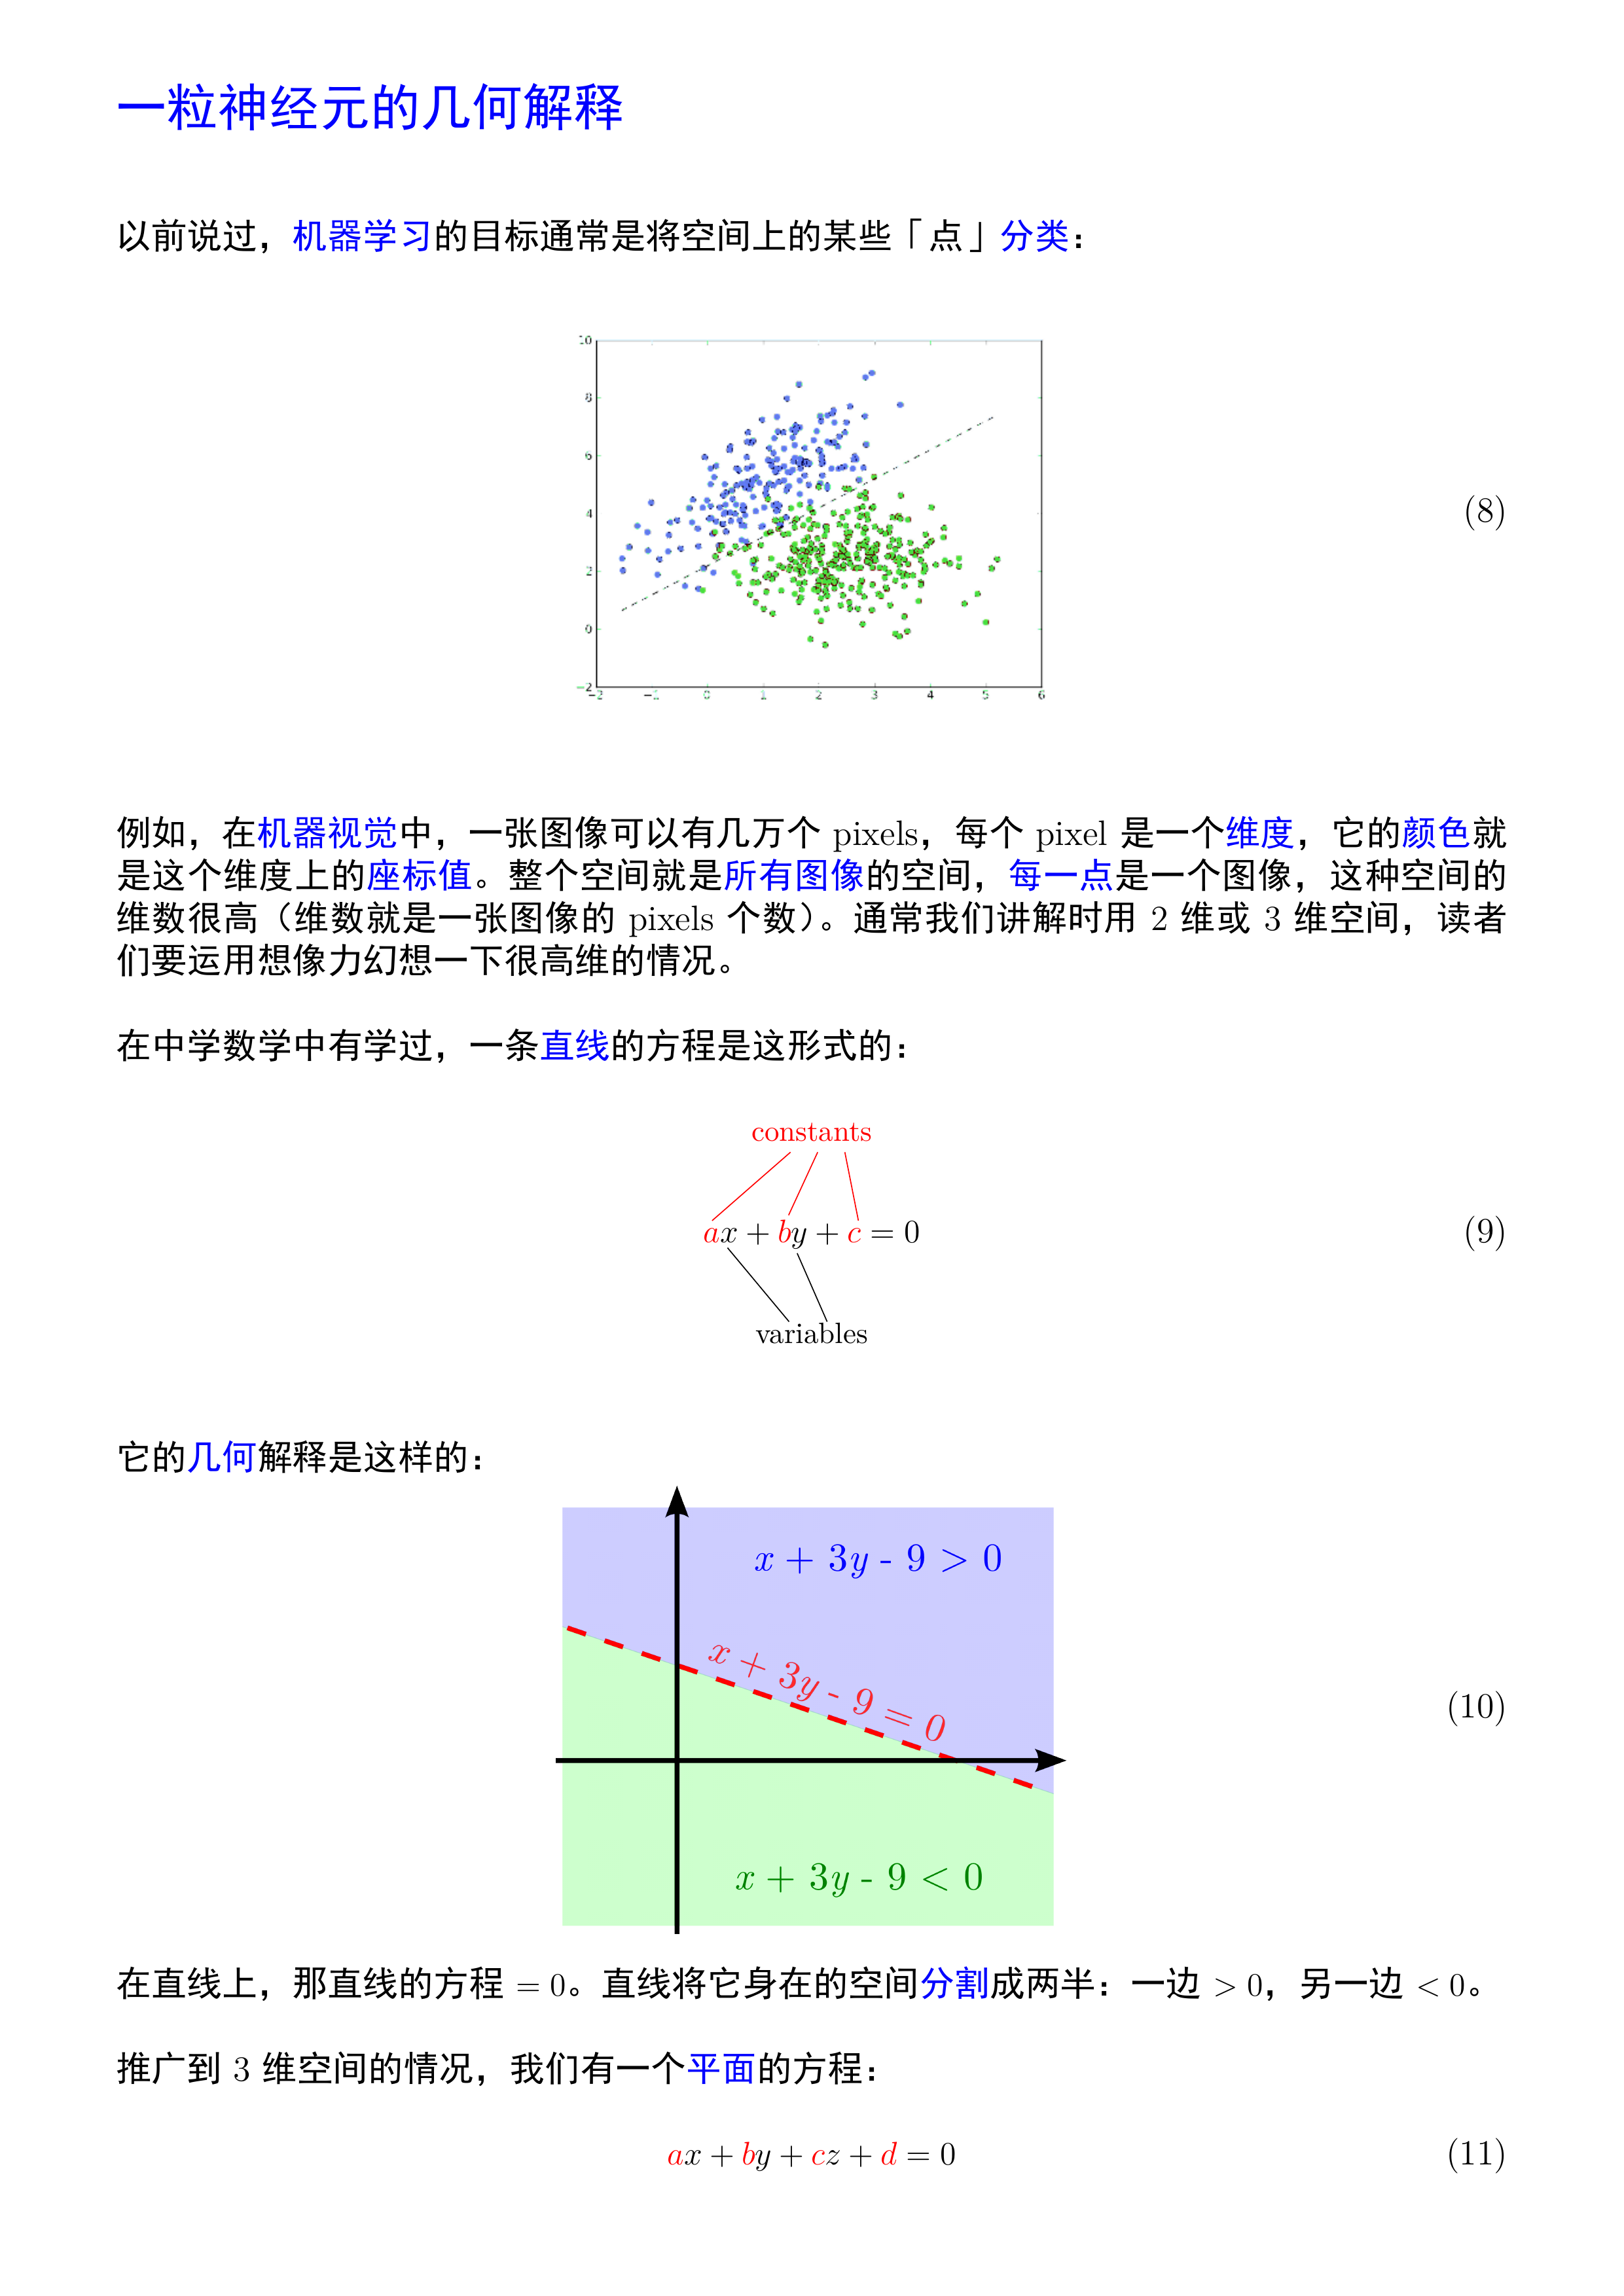 一粒神经元的几何解释
以前说过，机器学习的目标通常是将空间上的某些「点」分类：
10
8
6
4
2
0
−2
−2 −1 0 1 2 3 4 5 6
(8)
例如，在机器视觉中，一张图像可以有几万个 pixels，每个 pixel 是一个维度，它的颜色就
是这个维度上的座标值。整个空间就是所有图像的空间，每一点是一个图像，这种空间的
维数很高（维数就是一张图像的 pixels 个数）。通常我们讲解时用 2 维或 3 维空间，读者
们要运用想像力幻想一下很高维的情况。
在中学数学中有学过，一条直线的方程是这形式的：
constants
ax + by + c = 0 (9)
variables
它的几何解释是这样的：
x + 3y - 9 > 0
x + 3y - 9 = 0
(10)
x + 3y - 9 < 0
在直线上，那直线的方程 = 0。直线将它身在的空间分割成两半：一边 > 0，另一边 < 0。
推广到 3 维空间的情况，我们有一个平面的方程：
ax + by + cz + d = 0 (11)